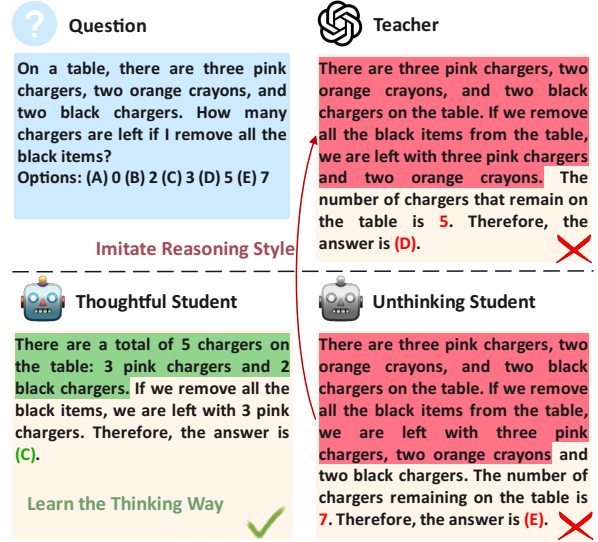 ?
Question
On a table, there are three pink
chargers, two orange crayons, and
two black chargers. How many
chargers are left if I remove all the
black items?
Options: (A) 0 (B) 2 (C) 3 (D) 5 (E) 7
Teacher
There are three pink chargers, two
orange crayons, and two black
chargers on the table. If we remove
all the black items from the table,
we are left with three pink chargers
and two orange crayons. The
number of chargers that remain on
the table is 5. Therefore, the
answer is (D).
Imitate Reasoning Style
Thoughtful Student
There are a total of 5 chargers on
the table: 3 pink chargers and 2
black chargers. If we remove all the
black items, we are left with 3 pink
chargers. Therefore, the answer is
(C).
Learn the Thinking Way
Unthinking Student
There are three pink chargers, two
orange crayons, and two black
chargers on the table. If we remove
all the black items from the table,
we are left with three pink
chargers, two orange crayons and
two black chargers. The number of
chargers remaining on the table is
7. Therefore, the answer is (E).